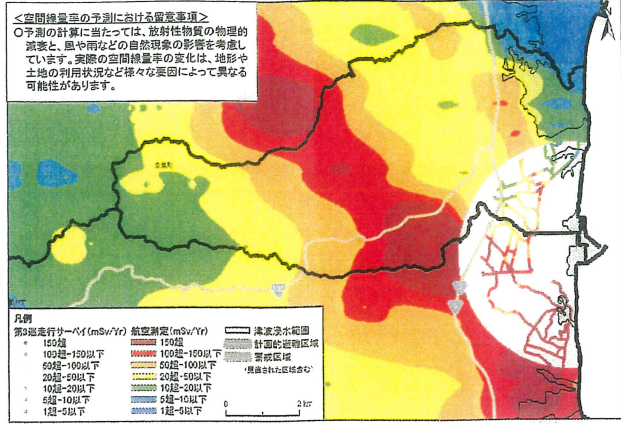 <空間線量率の予測における留意事項>
○予測の計算に当たっては、放射性物質の物理的
減衰と、風や雨などの自然現象の影響を考慮し
ています。実際の空間線量率の変化は、地形や
土地の利用状況など様々な要因によって異なる
可能性があります。
凡例
第3巡走行サーベイ(mSv/Yr)
150超
100超-150以下
50超-100以下
20超-50以下
10超-20以下
5超-10以下
1超-5以下
航空測定(mSv/Yr)
150超
100超-150以下
50超-100以下
20超-50以下
10超-20以下
5超-10以下
1超-5以下
津波浸水範囲
計画的避難区域
警戒区域
*見直された区域含む
0 2 km